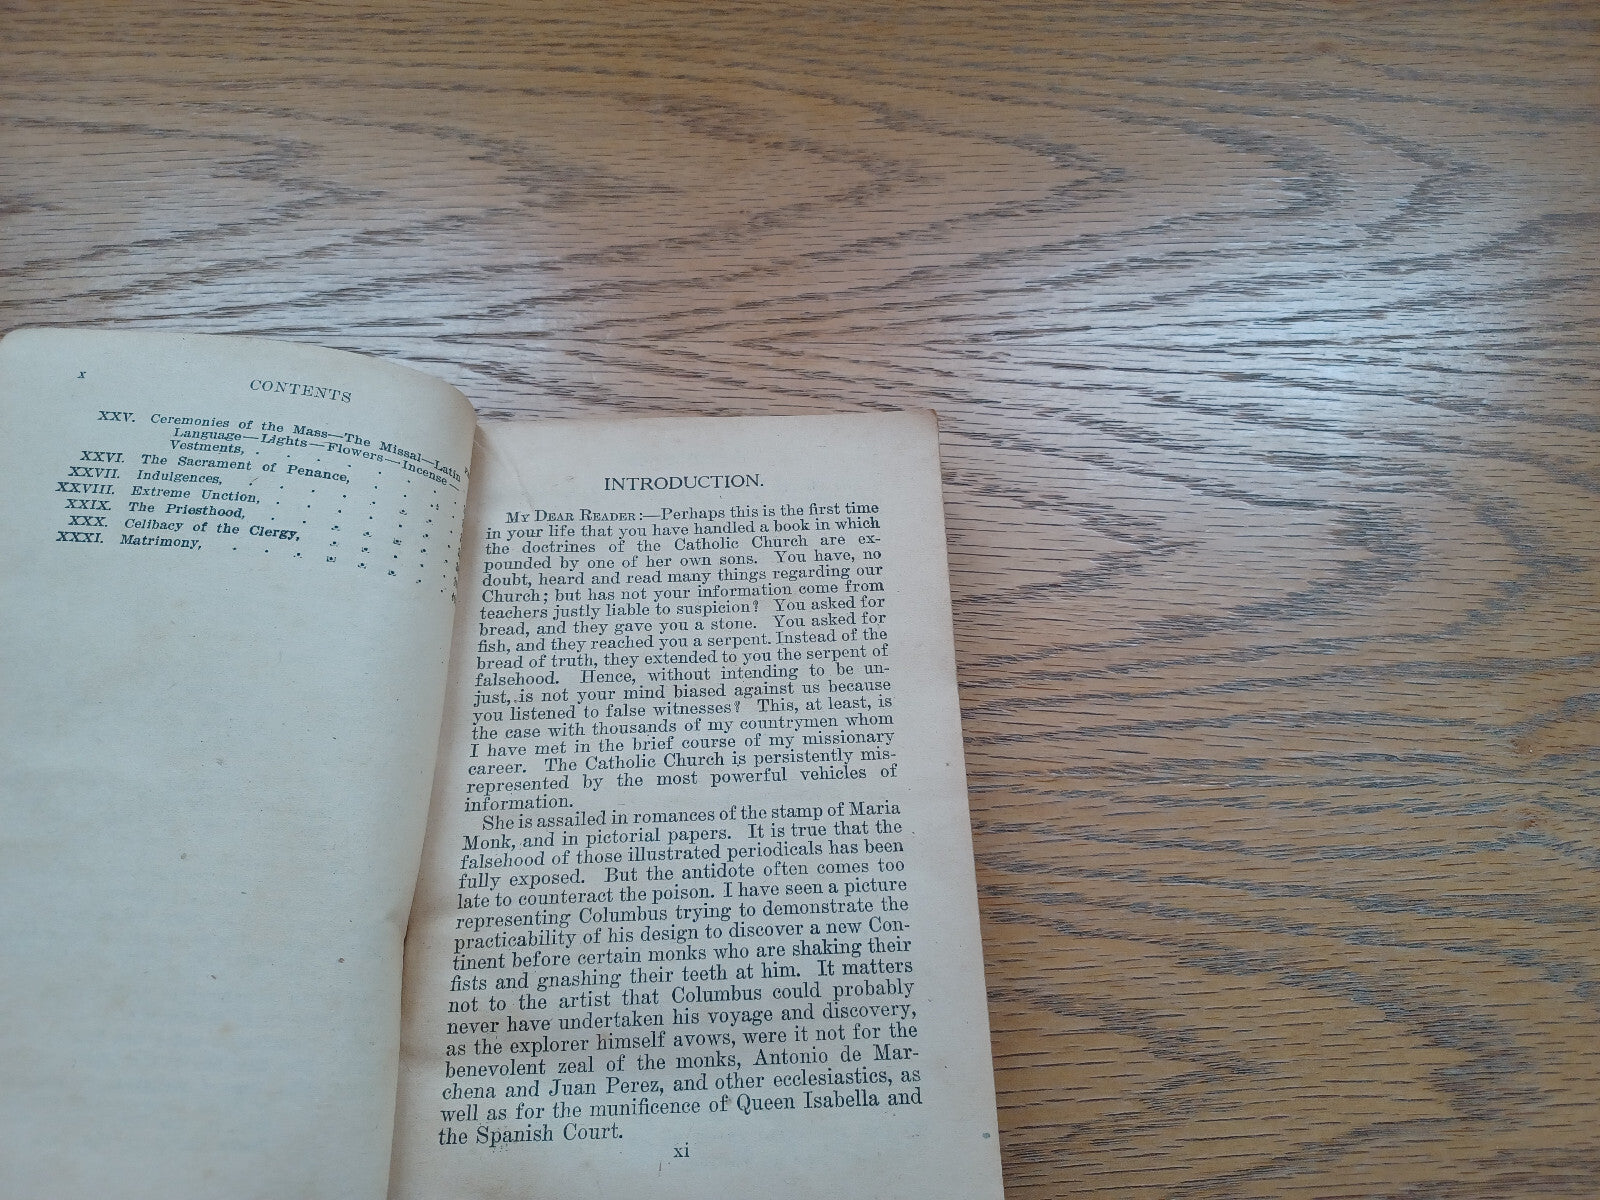 x
CONTENTS
XXV. Ceremonies of the Mass—The Missal—Latin
Language—Lights—Flowers—Incense—
Vestments, . . . . . . .
XXVI. The Sacrament of Penance, . . . .
XXVII. Indulgences, . . . . . . .
XXVIII. Extreme Unction, . . . . . .
XXIX. The Priesthood, . . . . . .
XXX. Celibacy of the Clergy, . . . . .
XXXI. Matrimony, . . . . . . .
INTRODUCTION.
MY DEAR READER:—Perhaps this is the first time
in your life that you have handled a book in which
the doctrines of the Catholic Church are ex-
pounded by one of her own sons. You have, no
doubt, heard and read many things regarding our
Church; but has not your information come from
teachers justly liable to suspicion? You asked for
bread, and they gave you a stone. You asked for
fish, and they reached you a serpent. Instead of the
bread of truth, they extended to you the serpent of
falsehood. Hence, without intending to be un-
just, is not your mind biased against us because
you listened to false witnesses? This, at least, is
the case with thousands of my countrymen whom
I have met in the brief course of my missionary
career. The Catholic Church is persistently mis-
represented by the most powerful vehicles of
information.
She is assailed in romances of the stamp of Maria
Monk, and in pictorial papers. It is true that the
falsehood of those illustrated periodicals has been
fully exposed. But the antidote often comes too
late to counteract the poison. I have seen a picture
representing Columbus trying to demonstrate the
practicability of his design to discover a new Con-
tinent before certain monks who are shaking their
fists and gnashing their teeth at him. It matters
not to the artist that Columbus could probably
never have undertaken his voyage and discovery,
as the explorer himself avows, were it not for the
benevolent zeal of the monks, Antonio de Mar-
chena and Juan Perez, and other ecclesiastics, as
well as for the munificence of Queen Isabella and
the Spanish Court.
xi